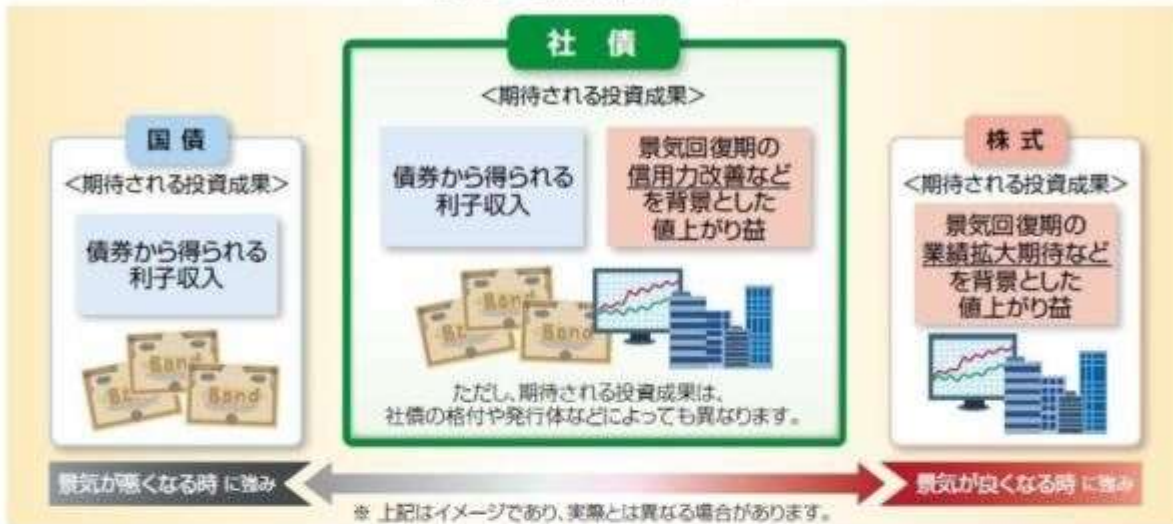 社 債
<期待される投資成果>
債券から得られる
利子収入
景気回復期の
信用力改善など
を背景とした
値上がり益
Band
Band
ただし、期待される投資成果は、
社債の格付や発行体などによっても異なります。
国 債
<期待される投資成果>
債券から得られる
利子収入
Band
Band
株 式
<期待される投資成果>
景気回復期の
業績拡大期待など
を背景とした
値上がり益
景気が悪くなる時 に強み
景気が良くなる時 に強み
※ 上記はイメージであり、実際とは異なる場合があります。